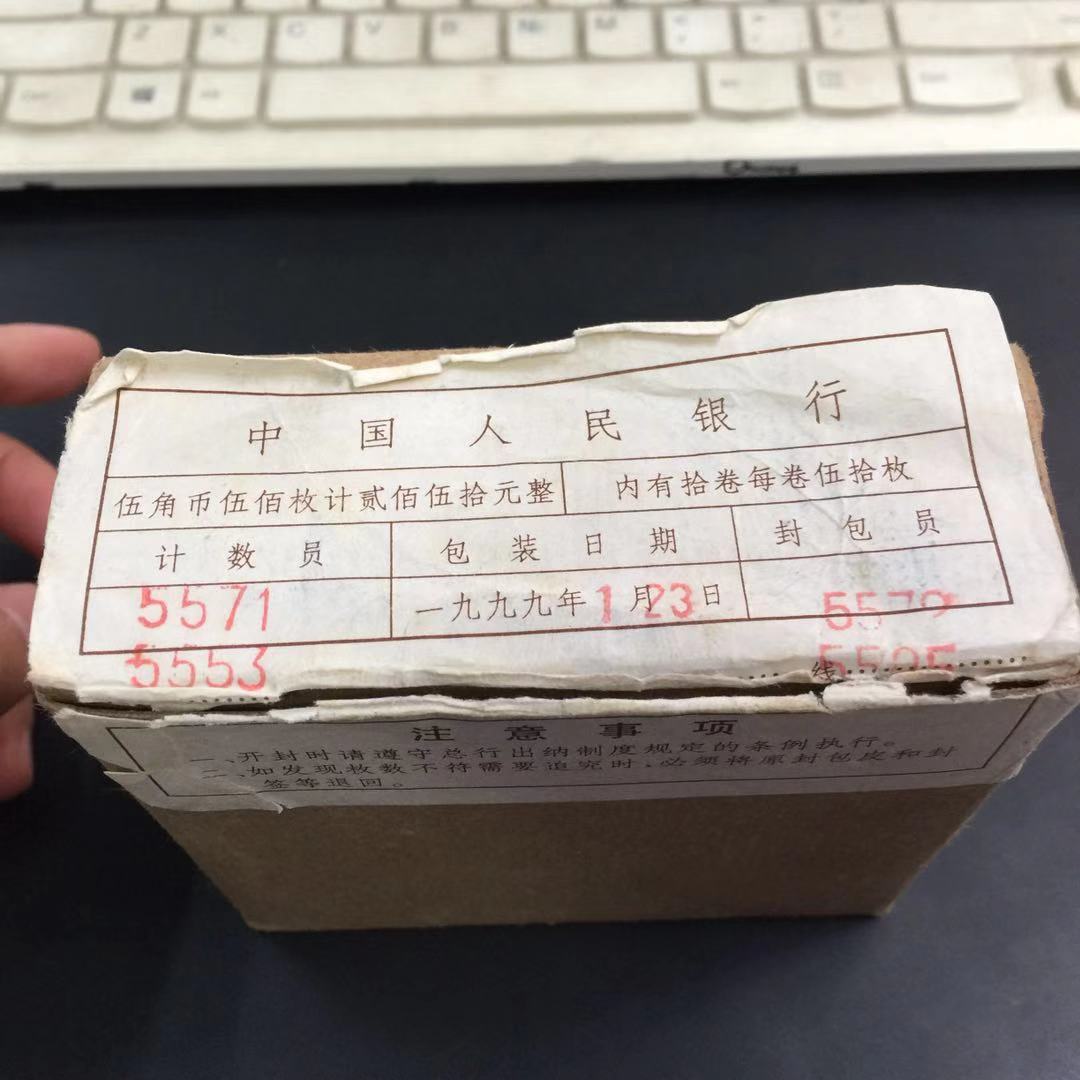 Z X C V B N M
中国人民银行
伍角币伍佰枚计贰佰伍拾元整 内有拾卷每卷伍拾枚
计数员 包装日期 封包员
5571 一九九九年1月23日
5553
线
注意事项
一、开封时请遵守总行出纳制度规定的条例执行。
二、如发现枚数不符需要追究时，必须将原封包皮和封
签等退回。